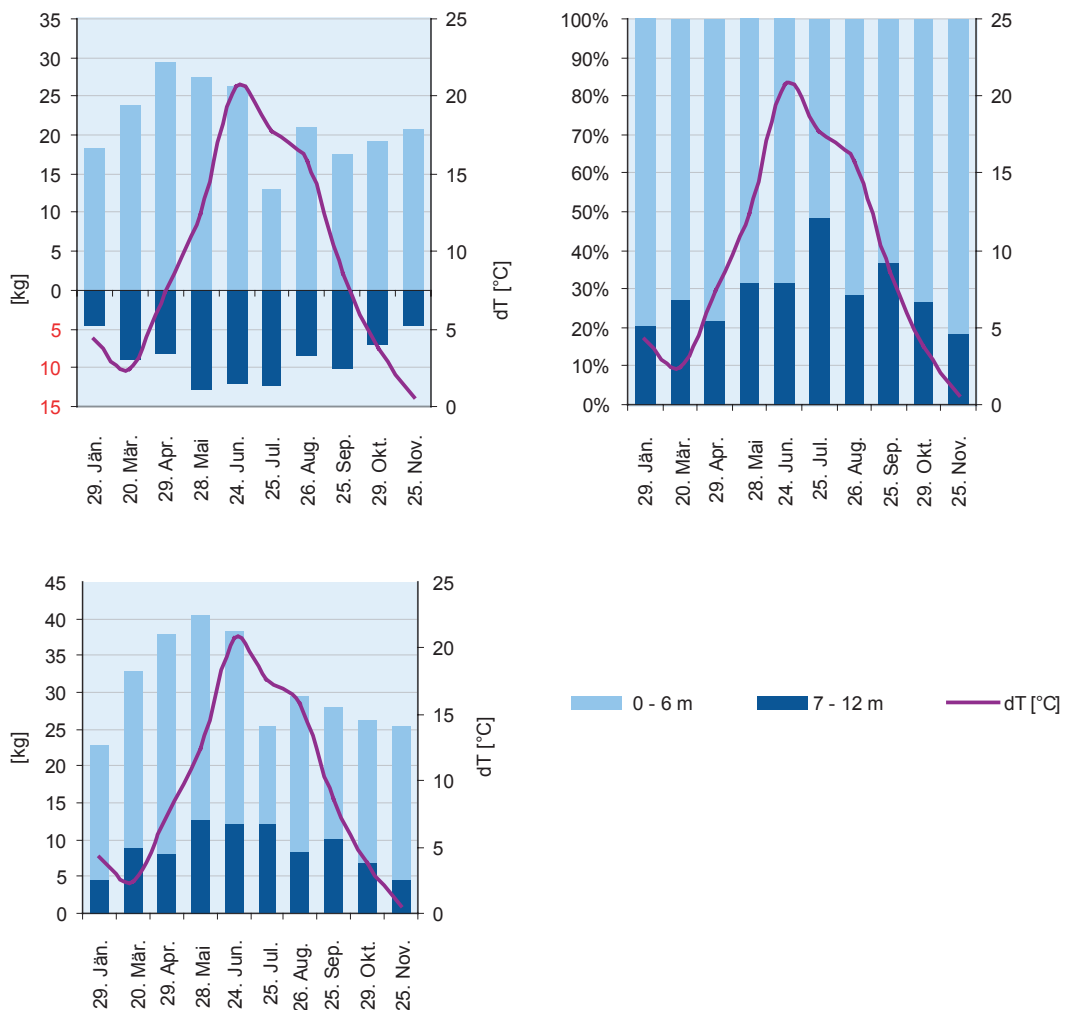 35
30
25
20
15
10
5
0
5
10
15
[kg]
25
20
15
10
5
0
dT [°C]
29. Jän.
20. Mär.
29. Apr.
28. Mai
24. Jun.
25. Jul.
26. Aug.
25. Sep.
29. Okt.
25. Nov.
100%
90%
80%
70%
60%
50%
40%
30%
20%
10%
0%
25
20
15
10
5
0
29. Jän.
20. Mär.
29. Apr.
28. Mai
24. Jun.
25. Jul.
26. Aug.
25. Sep.
29. Okt.
25. Nov.
45
40
35
30
25
20
15
10
5
0
[kg]
25
20
15
10
5
0
dT [°C]
29. Jän.
20. Mär.
29. Apr.
28. Mai
24. Jun.
25. Jul.
26. Aug.
25. Sep.
29. Okt.
25. Nov.
0 - 6 m 7 - 12 m dT [°C]